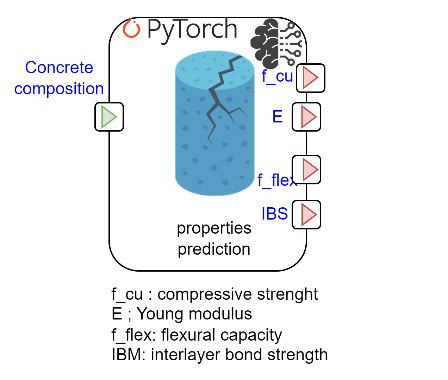 PyTorch
Concrete
composition
f_cu
E
f_flex
IBS
properties
prediction
f_cu : compressive strenght
E ; Young modulus
f_flex: flexural capacity
IBM: interlayer bond strength